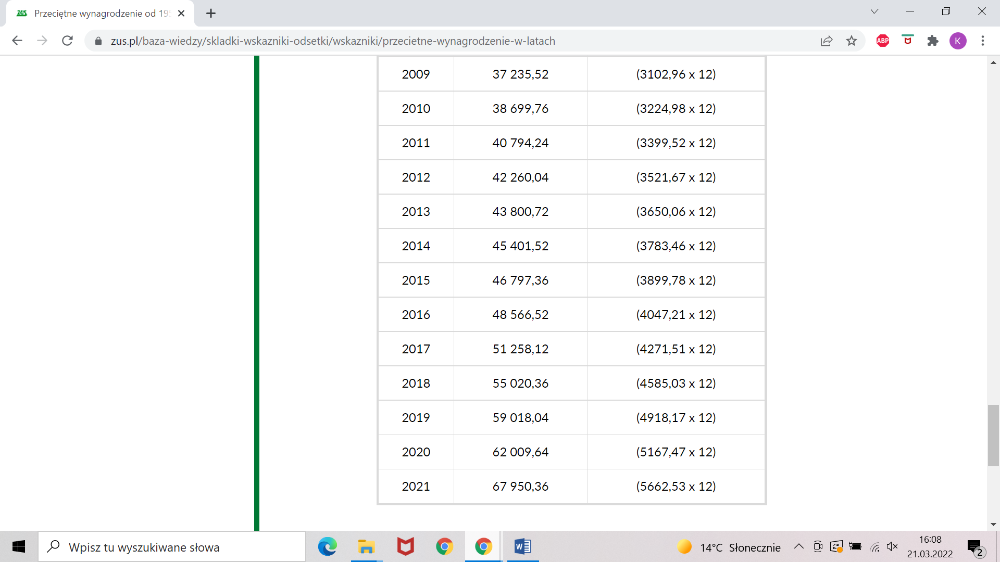 ZUS Przeciętne wynagrodzenie od 195
zus.pl/baza-wiedzy/skladki-wskazniki-odsetki/wskazniki/przecietne-wynagrodzenie-w-latach
ABP
K
2009 37 235,52 (3102,96 x 12)
2010 38 699,76 (3224,98 x 12)
2011 40 794,24 (3399,52 x 12)
2012 42 260,04 (3521,67 x 12)
2013 43 800,72 (3650,06 x 12)
2014 45 401,52 (3783,46 x 12)
2015 46 797,36 (3899,78 x 12)
2016 48 566,52 (4047,21 x 12)
2017 51 258,12 (4271,51 x 12)
2018 55 020,36 (4585,03 x 12)
2019 59 018,04 (4918,17 x 12)
2020 62 009,64 (5167,47 x 12)
2021 67 950,36 (5662,53 x 12)
Wpisz tu wyszukiwane słowa
W
14°C Słonecznie
16:08
21.03.2022
2